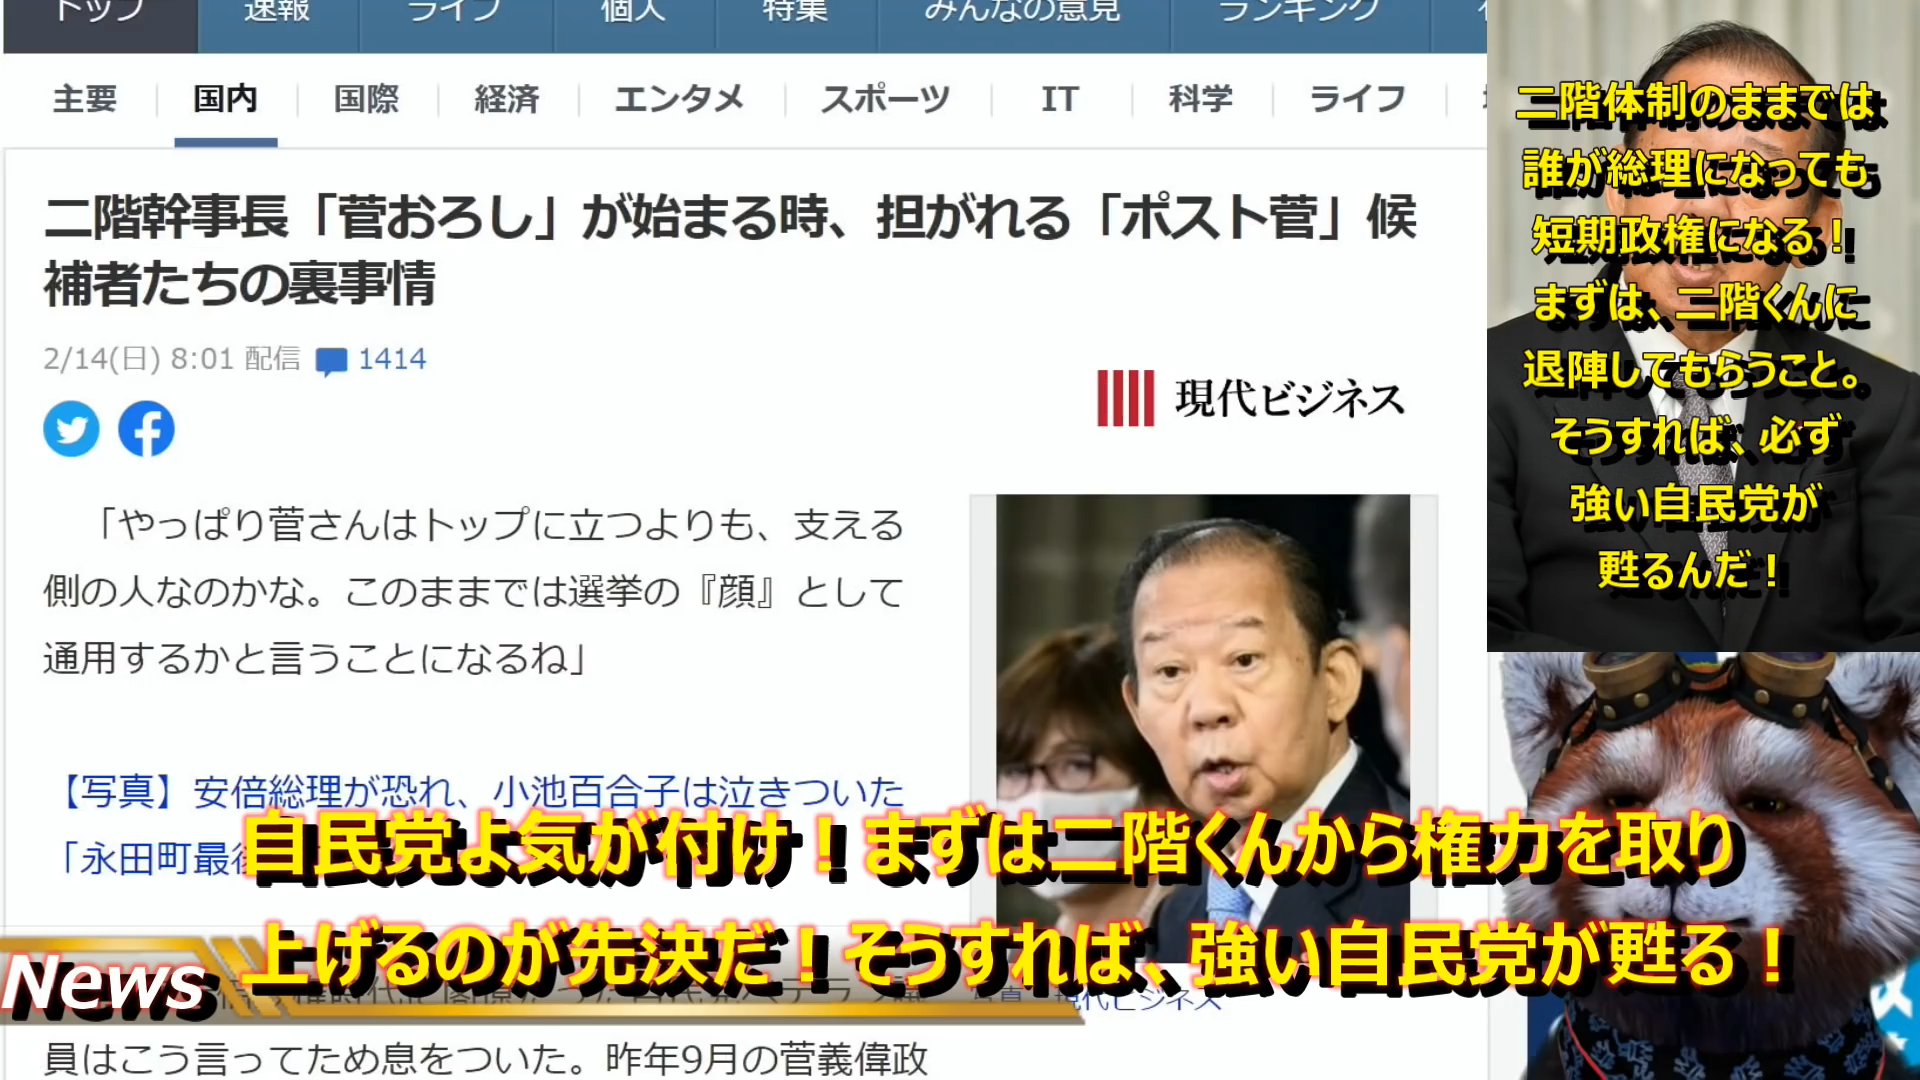 トップ
速報
ライブ
個人
特集
みんなの意見
ランキング
主要
国内
国際
経済
エンタメ
スポーツ
IT
科学
ライフ
二階幹事長「菅おろし」が始まる時、担がれる「ポスト菅」候
補者たちの裏事情
2/14(日) 8:01 配信 1414
現代ビジネス
「やっぱり菅さんはトップに立つよりも、支える
側の人なのかな。このままでは選挙の『顔』として
通用するかと言うことになるね」
【写真】安倍総理が恐れ、小池百合子は泣きついた
「永田町最後
写真 現代ビジネス
員はこう言ってため息をついた。昨年9月の菅義偉政
二階体制のままでは
誰が総理になっても
短期政権になる！
まずは、二階くんに
退陣してもらうこと。
そうすれば、必ず
強い自民党が
甦るんだ！
自民党よ気が付け！まずは二階くんから権力を取り
上げるのが先決だ！そうすれば、強い自民党が甦る！
News